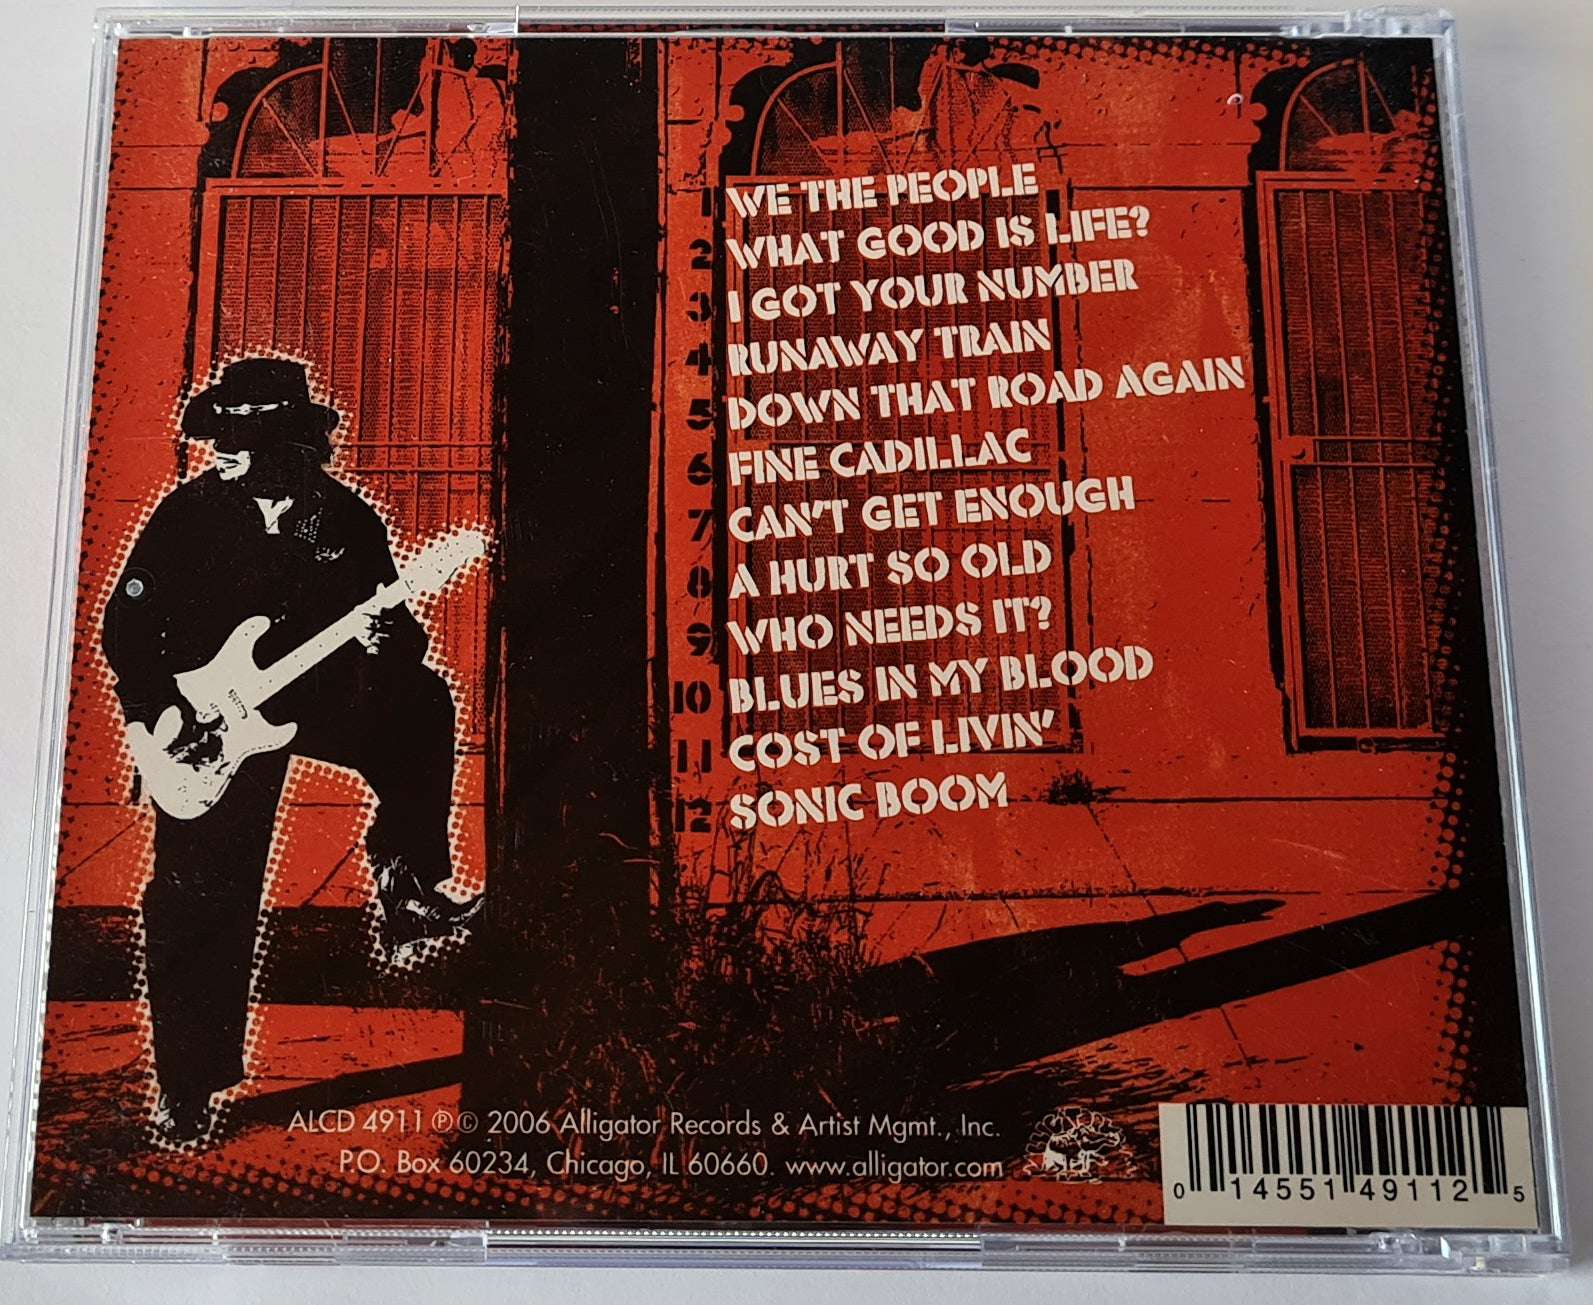 1 WE THE PEOPLE
2 WHAT GOOD IS LIFE?
3 I GOT YOUR NUMBER
4 RUNAWAY TRAIN
5 DOWN THAT ROAD AGAIN
6 FINE CADILLAC
7 CAN'T GET ENOUGH
8 A HURT SO OLD
9 WHO NEEDS IT?
10 BLUES IN MY BLOOD
11 COST OF LIVIN'
12 SONIC BOOM
ALCD 4911 ℗© 2006 Alligator Records & Artist Mgmt., Inc.
P.O. Box 60234, Chicago, IL 60660. www.alligator.com
0 14551 49112 5